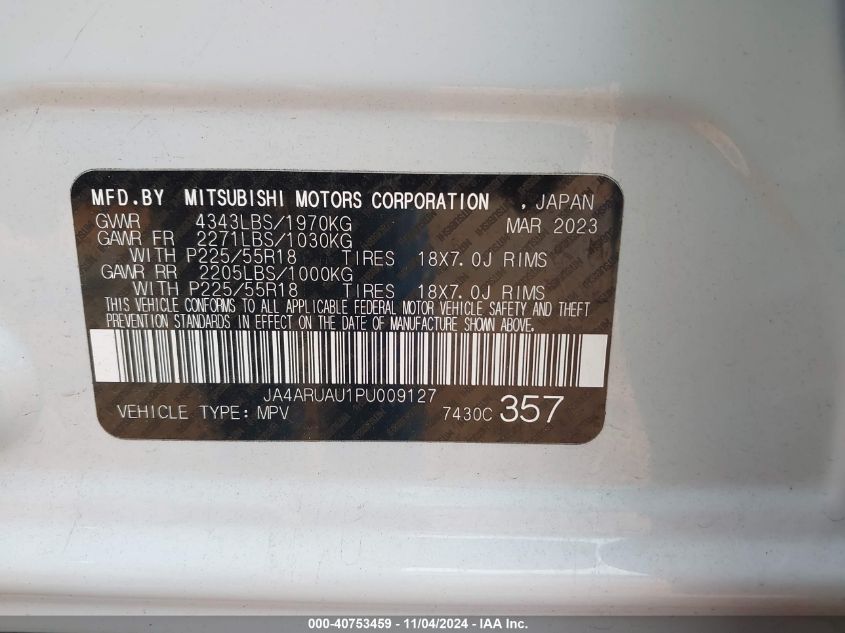 MFD.BY MITSUBISHI MOTORS CORPORATION , JAPAN
GVWR 4343LBS/1970KG MAR 2023
GAWR FR 2271LBS/1030KG
WITH P225/55R18 TIRES 18X7.0J RIMS
GAWR RR 2205LBS/1000KG
WITH P225/55R18 TIRES 18X7.0J RIMS
THIS VEHICLE CONFORMS TO ALL APPLICABLE FEDERAL MOTOR VEHICLE SAFETY AND THEFT
PREVENTION STANDARDS IN EFFECT ON THE DATE OF MANUFACTURE SHOWN ABOVE.
JA4ARUAU1PU009127
VEHICLE TYPE: MPV 7430C 357
000-40753459 - 11/04/2024 - IAA Inc.